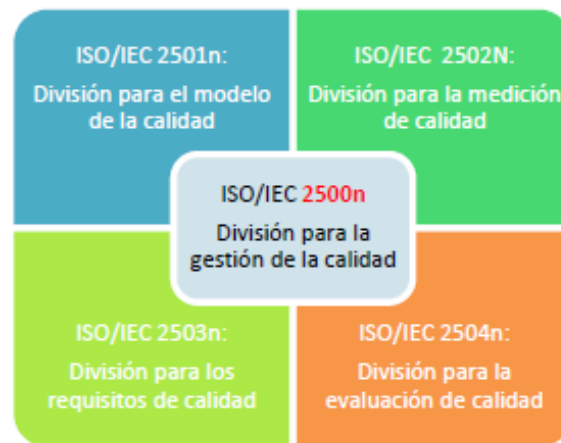 ISO/IEC 2501n:
División para el modelo
de la calidad
ISO/IEC 2502N:
División para la medición
de calidad
ISO/IEC 2500n
División para la
gestión de la calidad
ISO/IEC 2503n:
División para los
requisitos de calidad
ISO/IEC 2504n:
División para la
evaluación de calidad